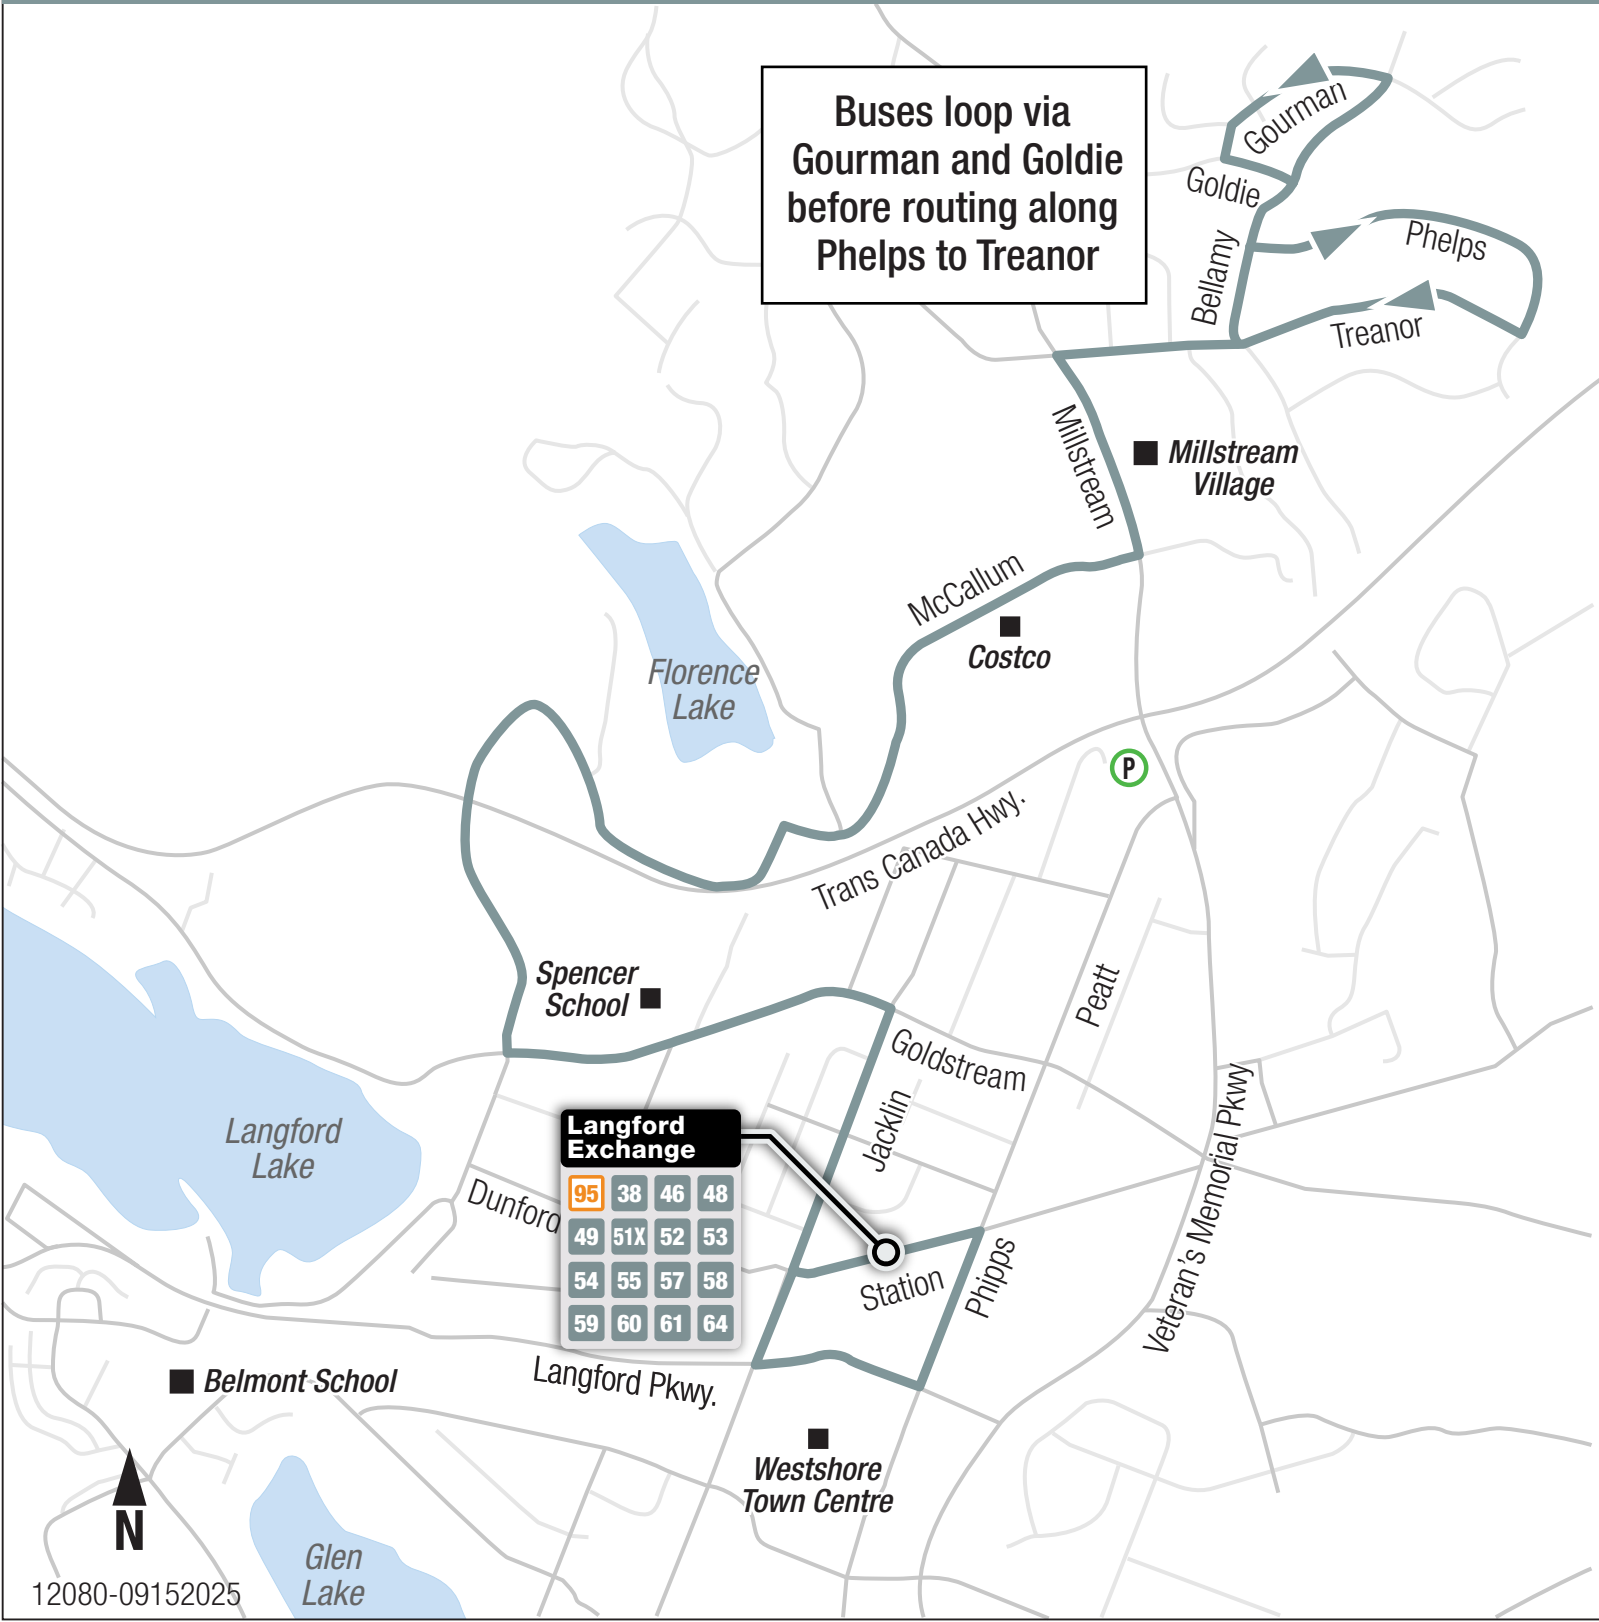 Buses loop via
Gourman and Goldie
before routing along
Phelps to Treanor
Gourman
Goldie
Phelps
Bellamy
Treanor
Millstream
Millstream
Village
McCallum
Costco
Florence
Lake
P
Trans Canada Hwy.
Spencer
School
Peatt
Goldstream
Jacklin
Langford
Lake
Langford
Exchange
95 38 46 48
49 51X 52 53
54 55 57 58
59 60 61 64
Dunford
Station
Phipps
Veteran's Memorial Pkwy
Langford Pkwy.
Belmont School
Westshore
Town Centre
N
Glen
Lake
12080-09152025